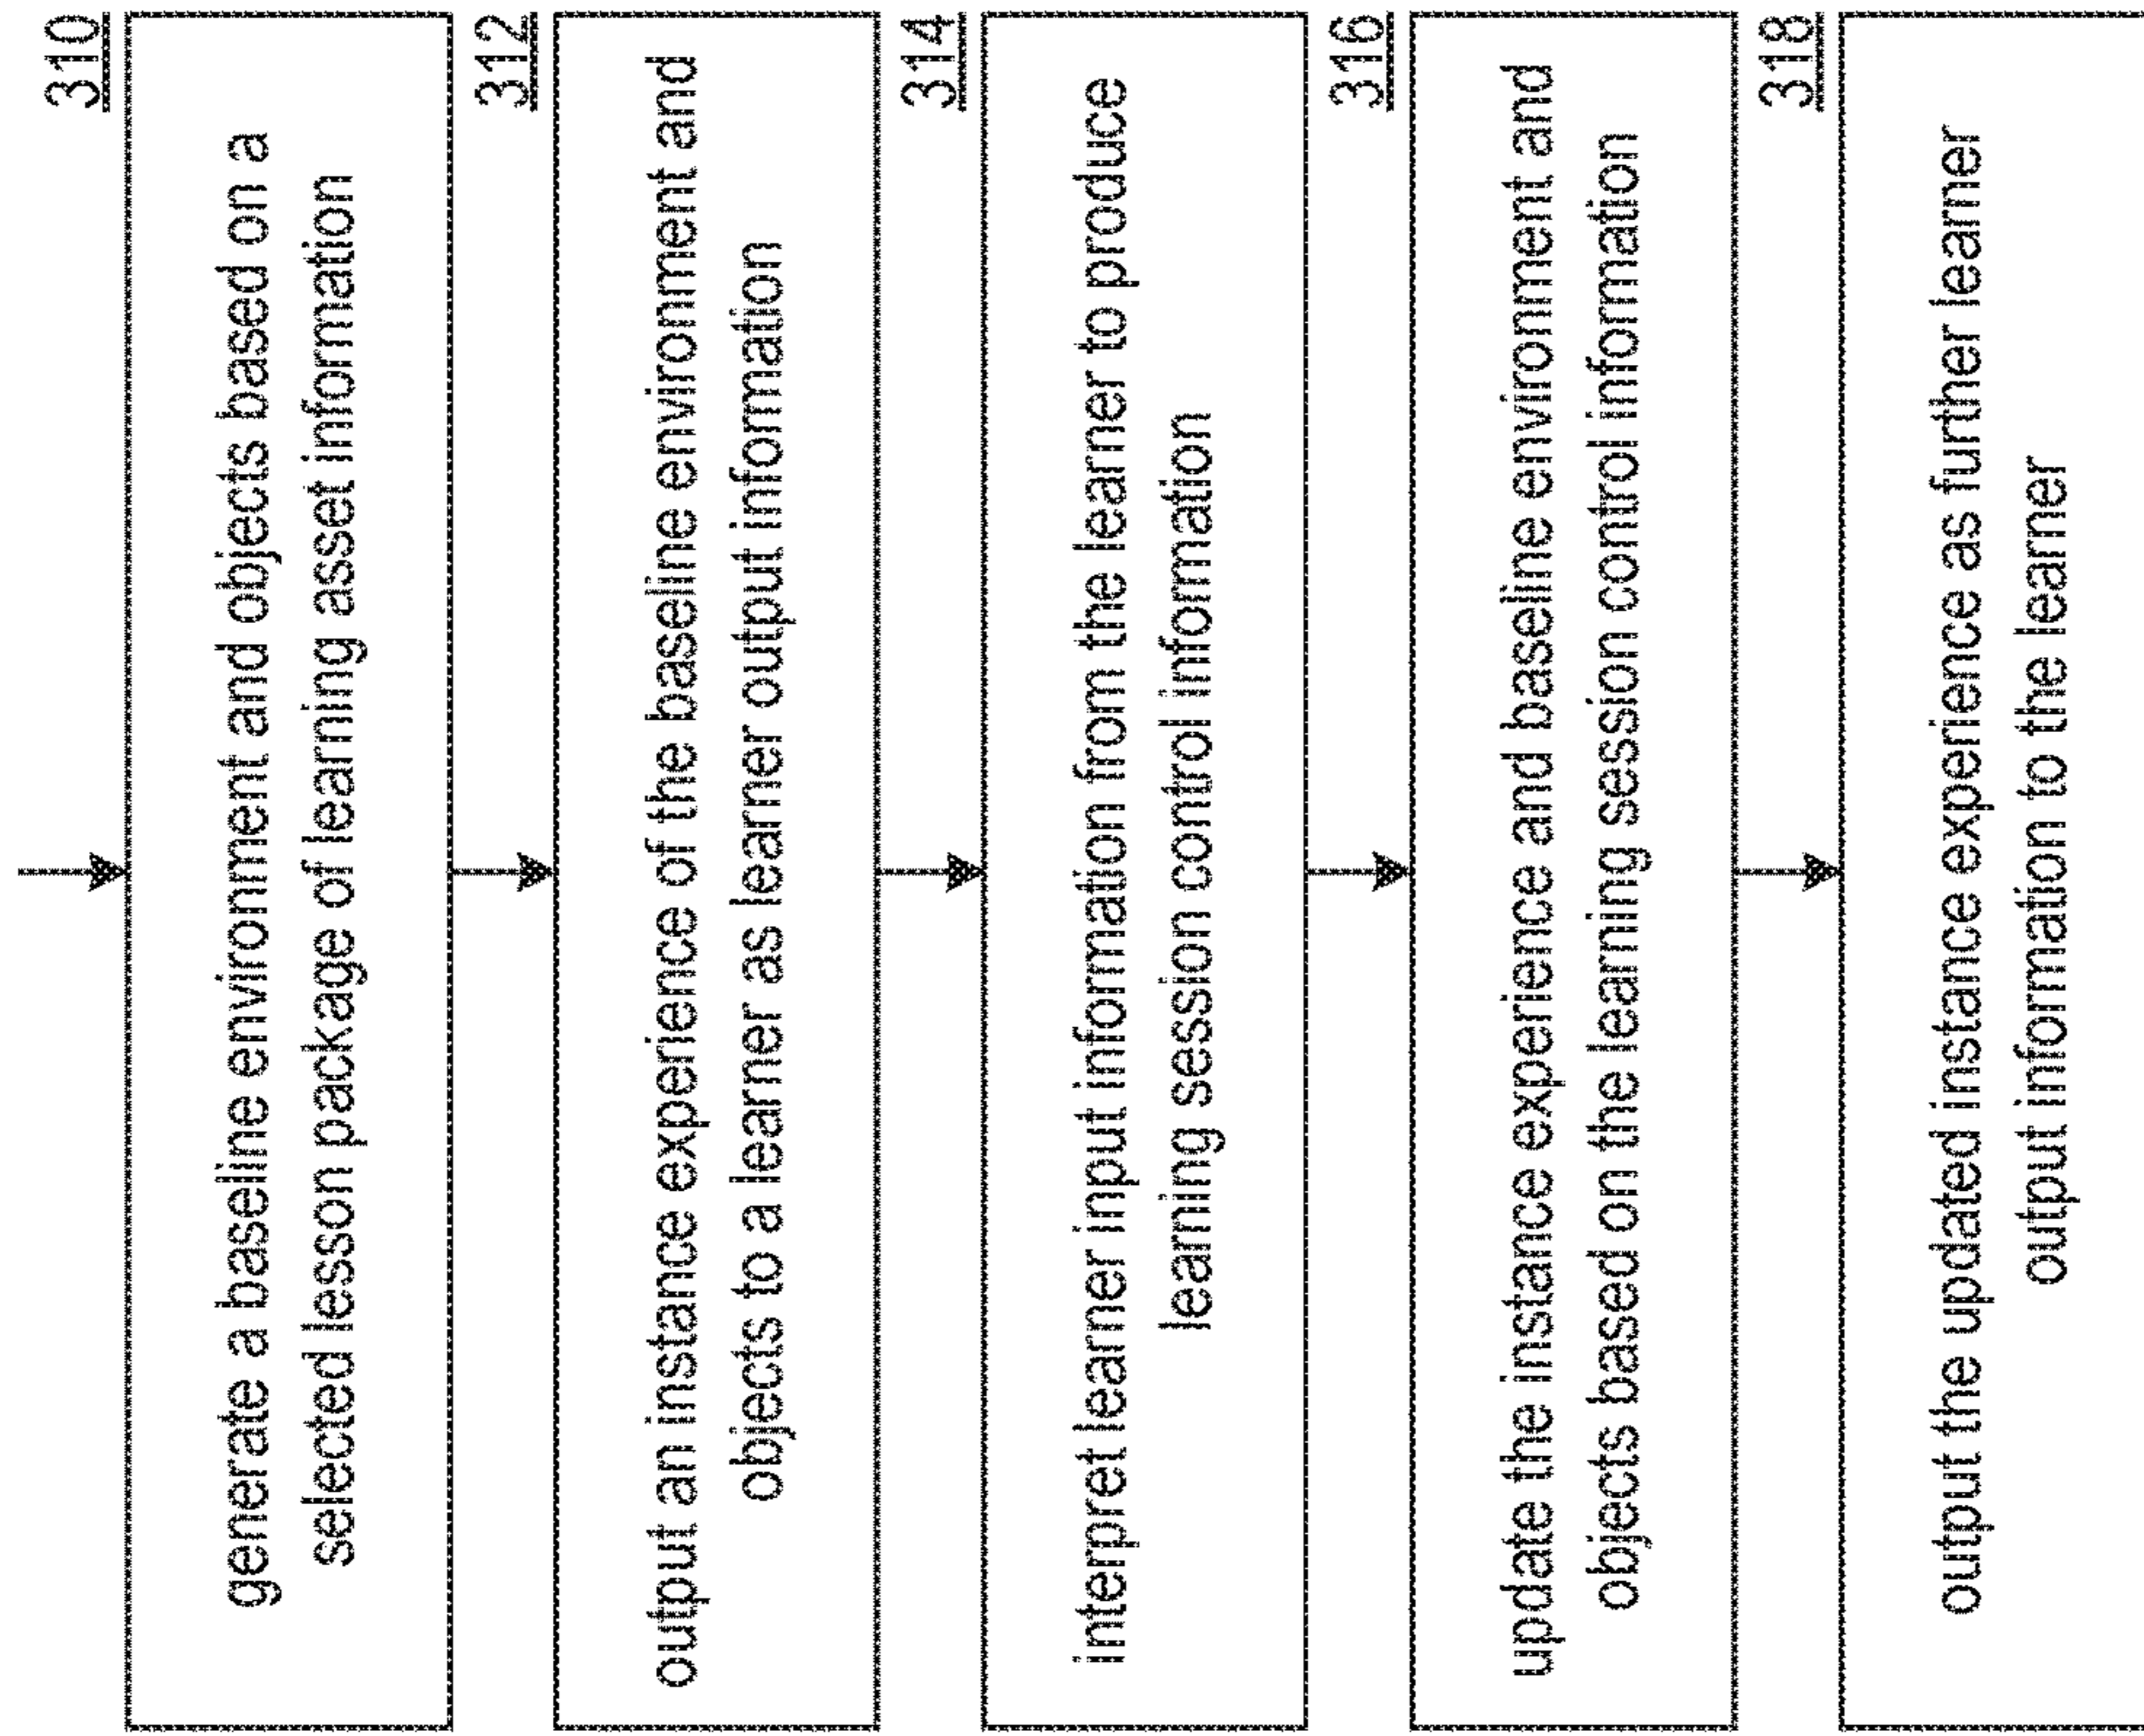 310
generate a baseline environment and objects based on a
selected lesson package of learning asset information
312
output an instance experience of the baseline environment and
objects to a learner as learner output information
314
interpret learner input information from the learner to produce
learning session control information
316
update the instance experience and baseline environment and
objects based on the learning session control information
318
output the updated instance experience as further learner
output information to the learner